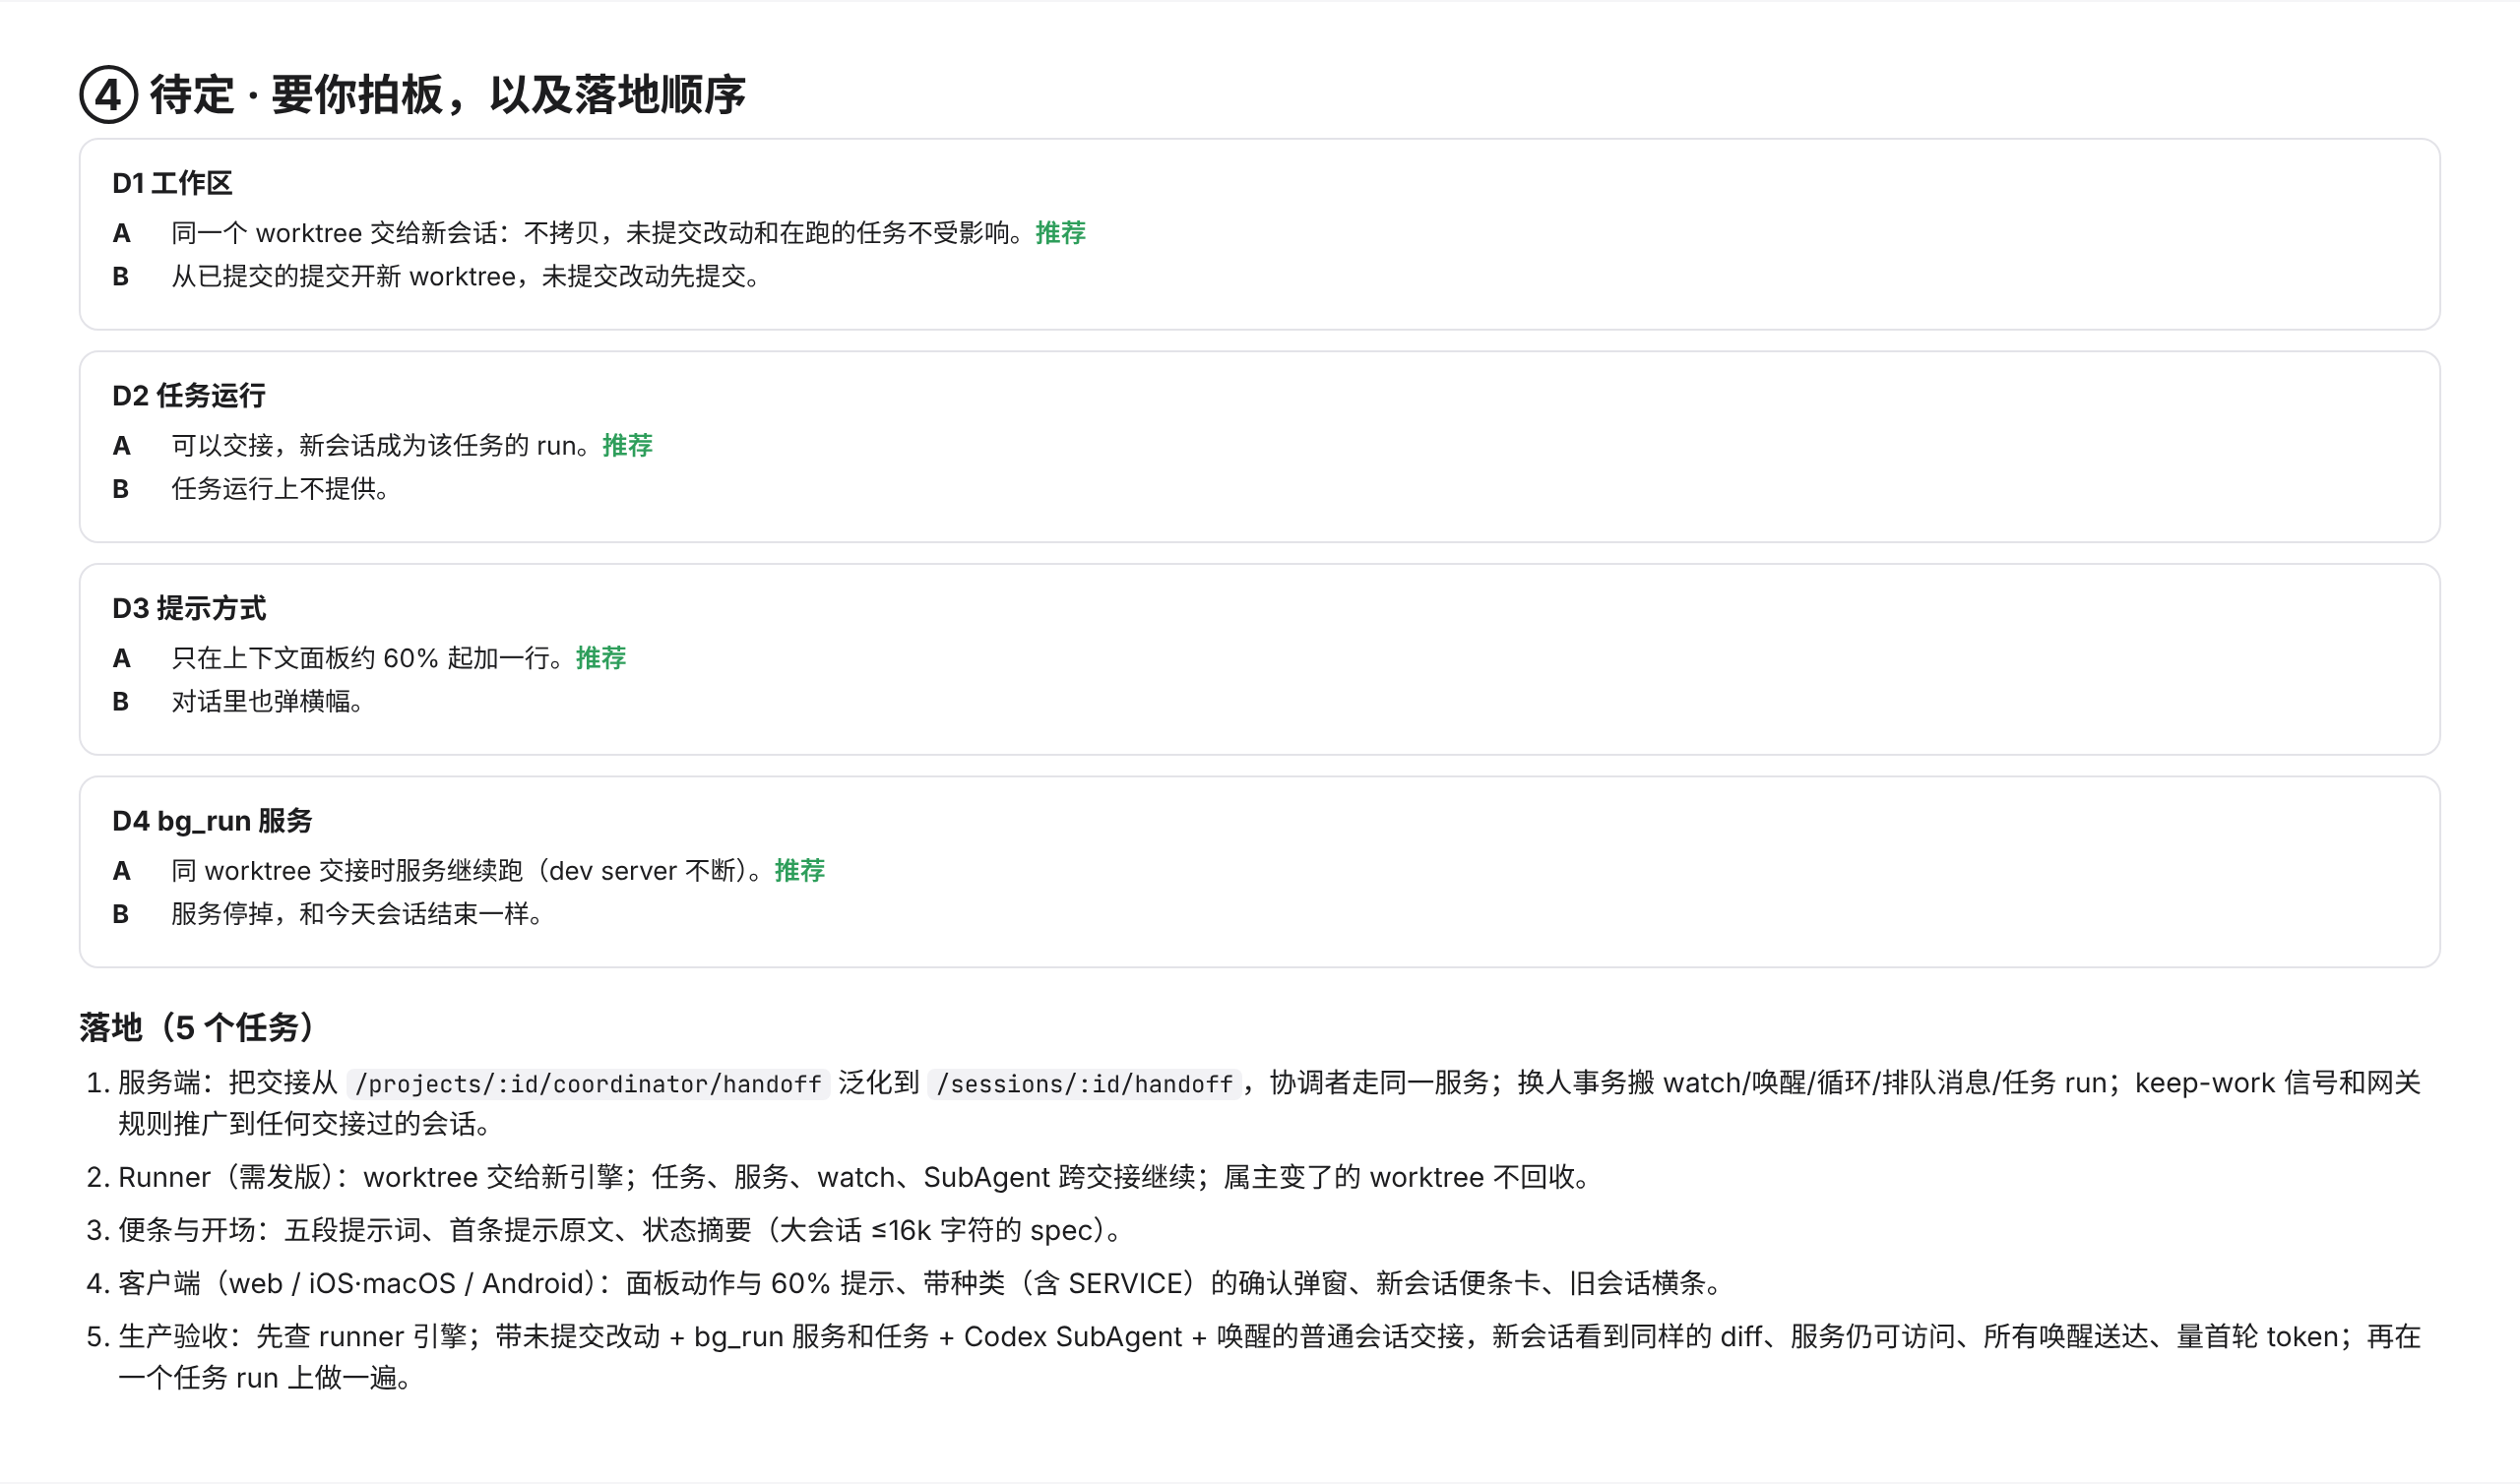 ④ 待定 · 要你拍板，以及落地顺序
D1 工作区
A 同一个 worktree 交给新会话：不拷贝，未提交改动和在跑的任务不受影响。推荐
B 从已提交的提交开新 worktree，未提交改动先提交。
D2 任务运行
A 可以交接，新会话成为该任务的 run。推荐
B 任务运行上不提供。
D3 提示方式
A 只在上下文面板约 60% 起加一行。推荐
B 对话里也弹横幅。
D4 bg_run 服务
A 同 worktree 交接时服务继续跑（dev server 不断）。推荐
B 服务停掉，和今天会话结束一样。
落地（5 个任务）
1. 服务端：把交接从 /projects/:id/coordinator/handoff 泛化到 /sessions/:id/handoff，协调者走同一服务；换人事务搬 watch/唤醒/循环/排队消息/任务 run；keep-work 信号和网关
规则推广到任何交接过的会话。
2. Runner（需发版）：worktree 交给新引擎；任务、服务、watch、SubAgent 跨交接继续；属主变了的 worktree 不回收。
3. 便条与开场：五段提示词、首条提示原文、状态摘要（大会话 ≤16k 字符的 spec）。
4. 客户端（web / iOS·macOS / Android）：面板动作与 60% 提示、带种类（含 SERVICE）的确认弹窗、新会话便条卡、旧会话横条。
5. 生产验收：先查 runner 引擎；带未提交改动 + bg_run 服务和任务 + Codex SubAgent + 唤醒的普通会话交接，新会话看到同样的 diff、服务仍可访问、所有唤醒送达、量首轮 token；再在
一个任务 run 上做一遍。